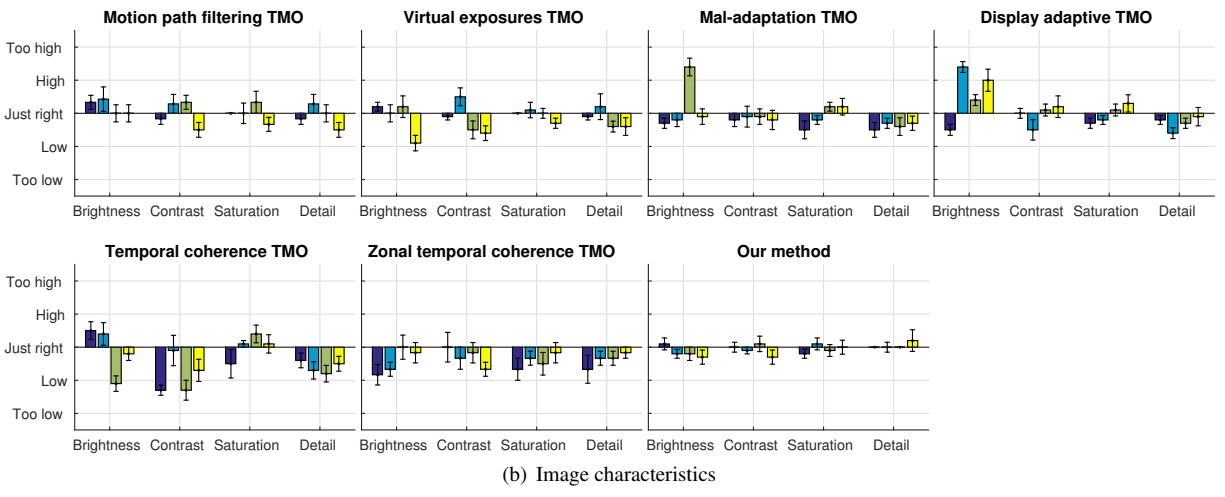 Motion path filtering TMO
Virtual exposures TMO
Mal-adaptation TMO
Display adaptive TMO
Too high
High
Just right
Low
Too low
Brightness Contrast Saturation Detail
Brightness Contrast Saturation Detail
Brightness Contrast Saturation Detail
Brightness Contrast Saturation Detail
Temporal coherence TMO
Zonal temporal coherence TMO
Our method
Too high
High
Just right
Low
Too low
Brightness Contrast Saturation Detail
Brightness Contrast Saturation Detail
Brightness Contrast Saturation Detail
(b) Image characteristics